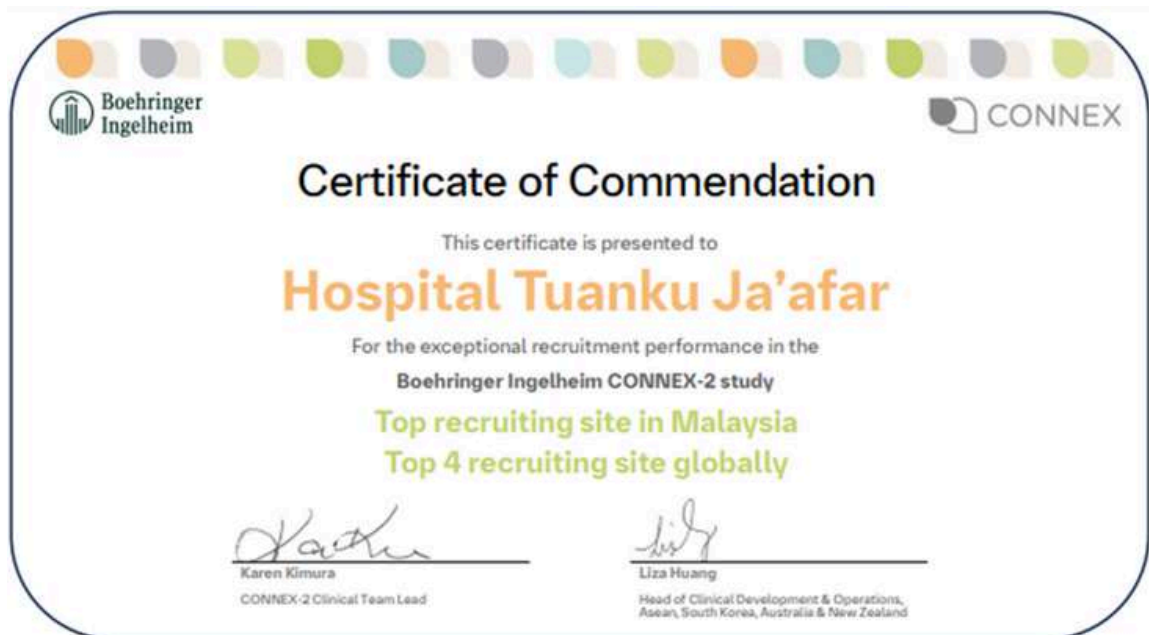 Boehringer
Ingelheim
CONNEX
Certificate of Commendation
This certificate is presented to
Hospital Tuanku Ja'afar
For the exceptional recruitment performance in the
Boehringer Ingelheim CONNEX-2 study
Top recruiting site in Malaysia
Top 4 recruiting site globally
Karen Kimura
CONNEX-2 Clinical Team Lead
Liza Huang
Head of Clinical Development & Operations,
Asean, South Korea, Australia & New Zealand